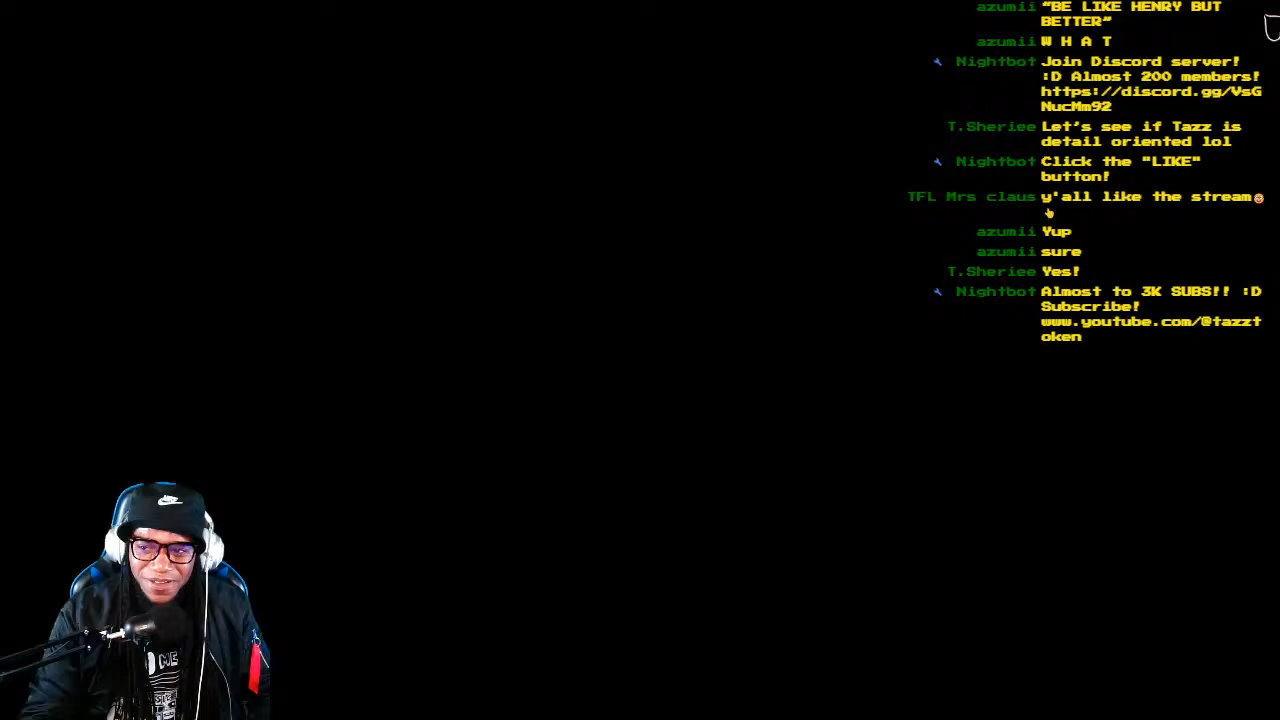 azumii "BE LIKE HENRY BUT
BETTER"
azumii W H A T
Nightbot Join Discord server!
:D Almost 200 members!
https://discord.gg/VsG
NucMm92
T.Sheriee Let's see if Tazz is
detail oriented lol
Nightbot Click the "LIKE"
button!
TFL Mrs claus y'all like the stream
azumii Yup
azumii sure
T.Sheriee Yes!
Nightbot Almost to 3K SUBS!! :D
Subscribe!
www.youtube.com/@tazzt
oken
ME